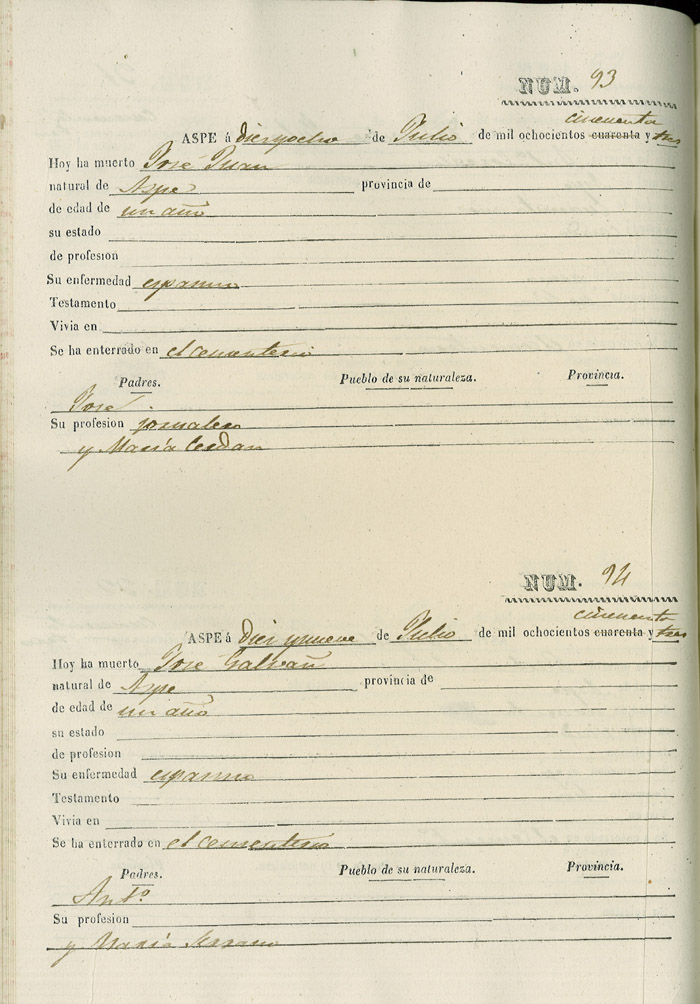 NUM. 93
cincuenta
ASPE á diez y ocho de Julio de mil ochocientos cuarenta y tres
Hoy ha muerto José Juan
natural de Aspe provincia de
de edad de un año
su estado
de profesion
Su enfermedad espasmo
Testamento
Vivia en
Se ha enterrado en el cementerio
Padres. Pueblo de su naturaleza. Provincia.
José
Su profesion jornalero
y María Cerdan
NUM. 94
cincuenta
ASPE á diez y nueve de Julio de mil ochocientos cuarenta y tres
Hoy ha muerto José Galvañ
natural de Aspe provincia de
de edad de un año
su estado
de profesion
Su enfermedad espasmo
Testamento
Vivia en
Se ha enterrado en el cementerio
Padres. Pueblo de su naturaleza. Provincia.
Antº
Su profesion
y María Serrano